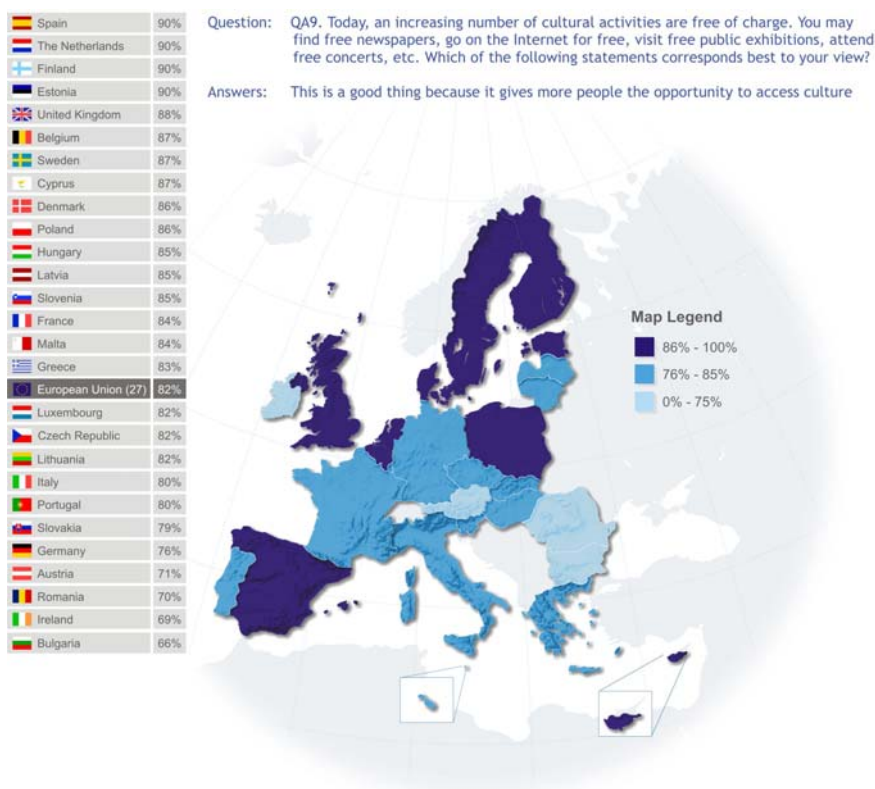 Question: QA9. Today, an increasing number of cultural activities are free of charge. You may
find free newspapers, go on the Internet for free, visit free public exhibitions, attend
free concerts, etc. Which of the following statements corresponds best to your view?
Answers: This is a good thing because it gives more people the opportunity to access culture
Spain 90%
The Netherlands 90%
Finland 90%
Estonia 90%
United Kingdom 88%
Belgium 87%
Sweden 87%
Cyprus 87%
Denmark 86%
Poland 86%
Hungary 85%
Latvia 85%
Slovenia 85%
France 84%
Malta 84%
Greece 83%
European Union (27) 82%
Luxembourg 82%
Czech Republic 82%
Lithuania 82%
Italy 80%
Portugal 80%
Slovakia 79%
Germany 76%
Austria 71%
Romania 70%
Ireland 69%
Bulgaria 66%
Map Legend
86% - 100%
76% - 85%
0% - 75%